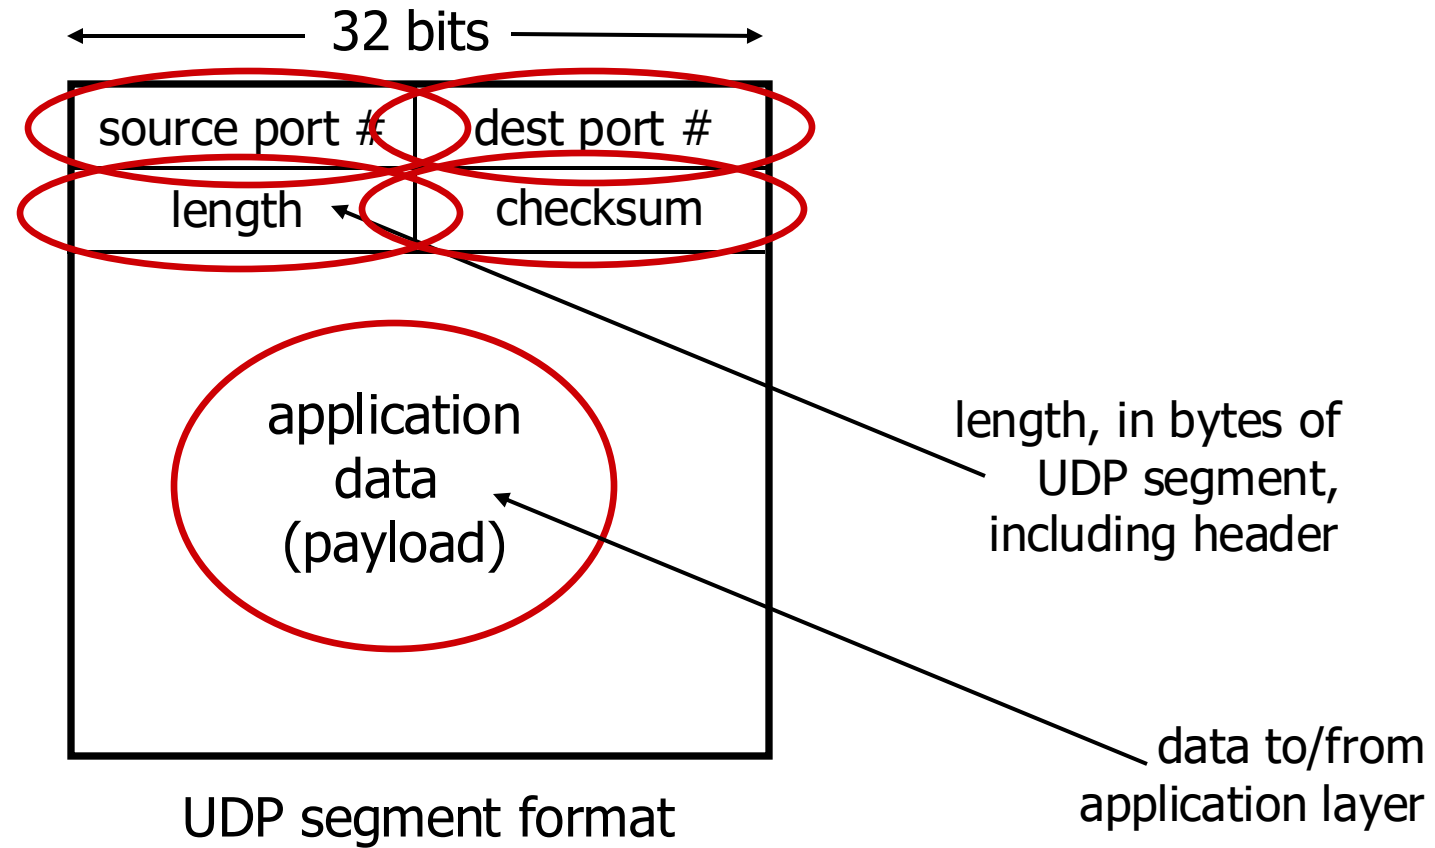 32 bits
source port #
dest port #
length
checksum
application
data
(payload)
length, in bytes of
UDP segment,
including header
data to/from
application layer
UDP segment format